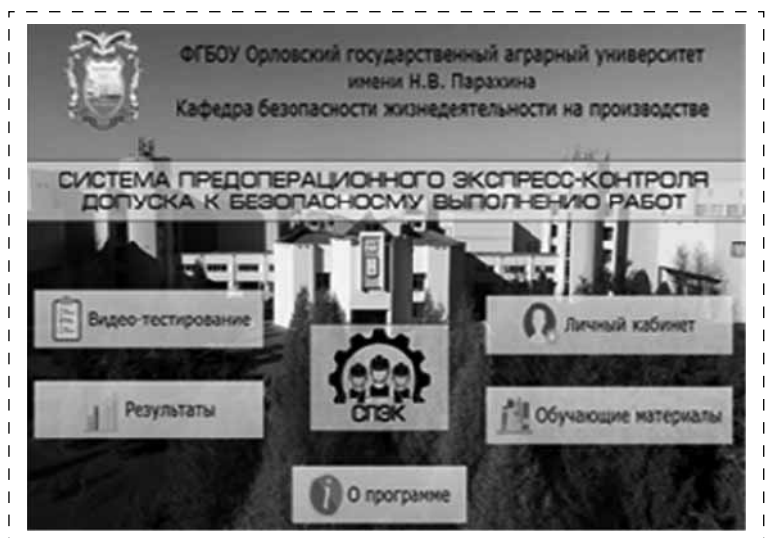 ФГБОУ Орловский государственный аграрный университет
имени Н.В. Парахина
Кафедра безопасности жизнедеятельности на производстве
СИСТЕМА ПРЕДОПЕРАЦИОННОГО ЭКСПРЕСС-КОНТРОЛЯ
ДОПУСКА К БЕЗОПАСНОСМУ ВЫПОЛНЕНИЮ РАБОТ
Видео-тестирование
Личный кабинет
СПЭК
Результаты
Обучающие материалы
О программе